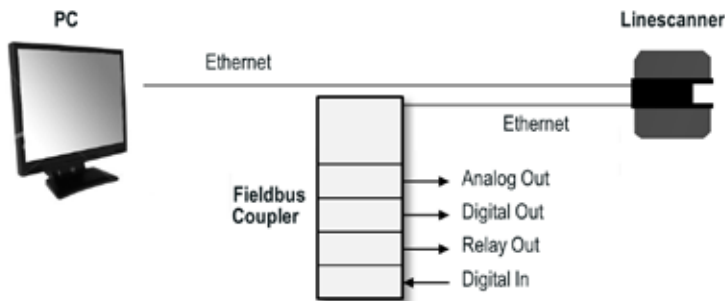 PC
Linescanner
Ethernet
Ethernet
Fieldbus
Coupler
Analog Out
Digital Out
Relay Out
Digital In